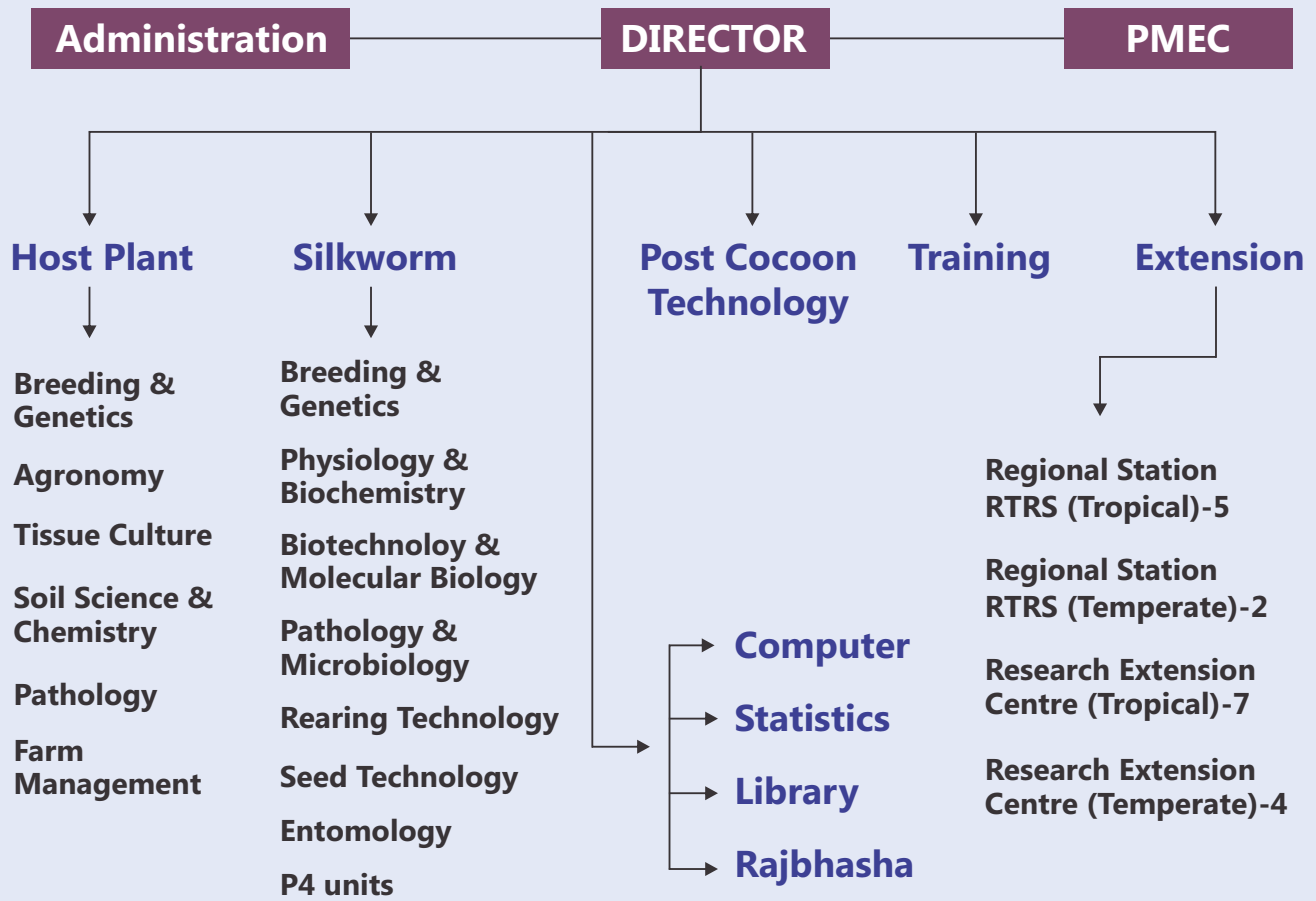 Administration
DIRECTOR
PMEC
Host Plant
Silkworm
Post Cocoon
Technology
Training
Extension
Breeding &
Genetics
Agronomy
Tissue Culture
Soil Science &
Chemistry
Pathology
Farm
Management
Breeding &
Genetics
Physiology &
Biochemistry
Biotechnoloy &
Molecular Biology
Pathology &
Microbiology
Rearing Technology
Seed Technology
Entomology
P4 units
Computer
Statistics
Library
Rajbhasha
Regional Station
RTRS (Tropical)-5
Regional Station
RTRS (Temperate)-2
Research Extension
Centre (Tropical)-7
Research Extension
Centre (Temperate)-4